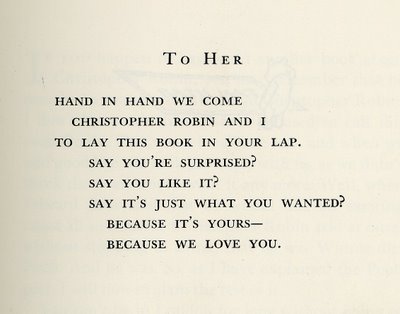 To Her
HAND IN HAND WE COME
CHRISTOPHER ROBIN AND I
TO LAY THIS BOOK IN YOUR LAP.
SAY YOU'RE SURPRISED?
SAY YOU LIKE IT?
SAY IT'S JUST WHAT YOU WANTED?
BECAUSE IT'S YOURS—
BECAUSE WE LOVE YOU.